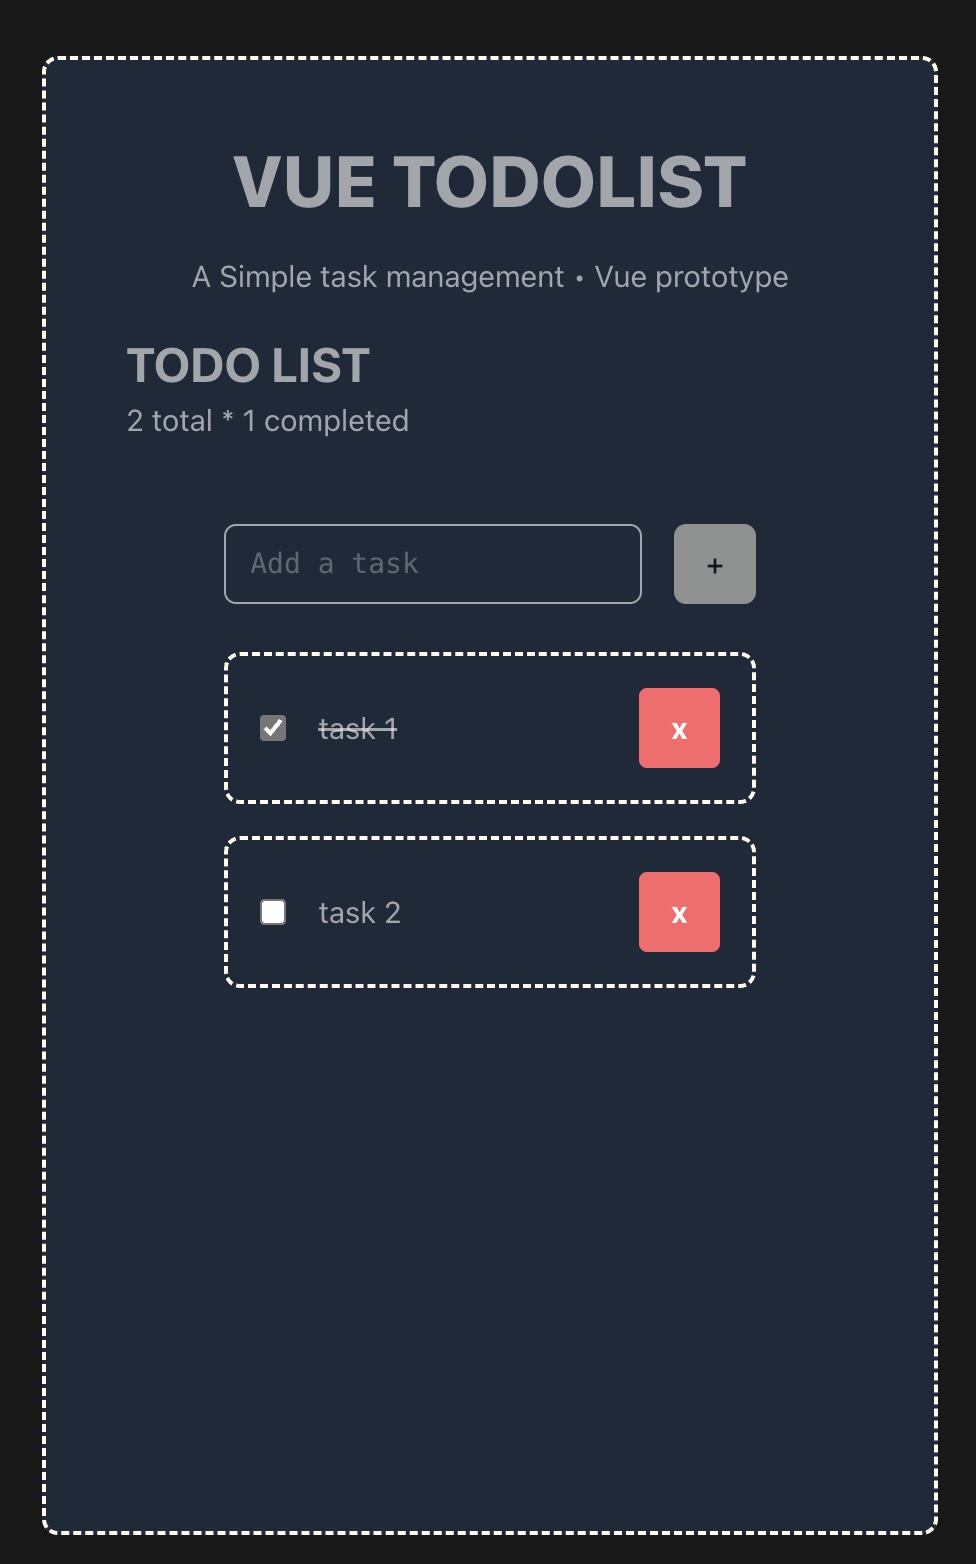 VUE TODOLIST
A Simple task management • Vue prototype
TODO LIST
2 total * 1 completed
Add a task
+
task 1
x
task 2
x